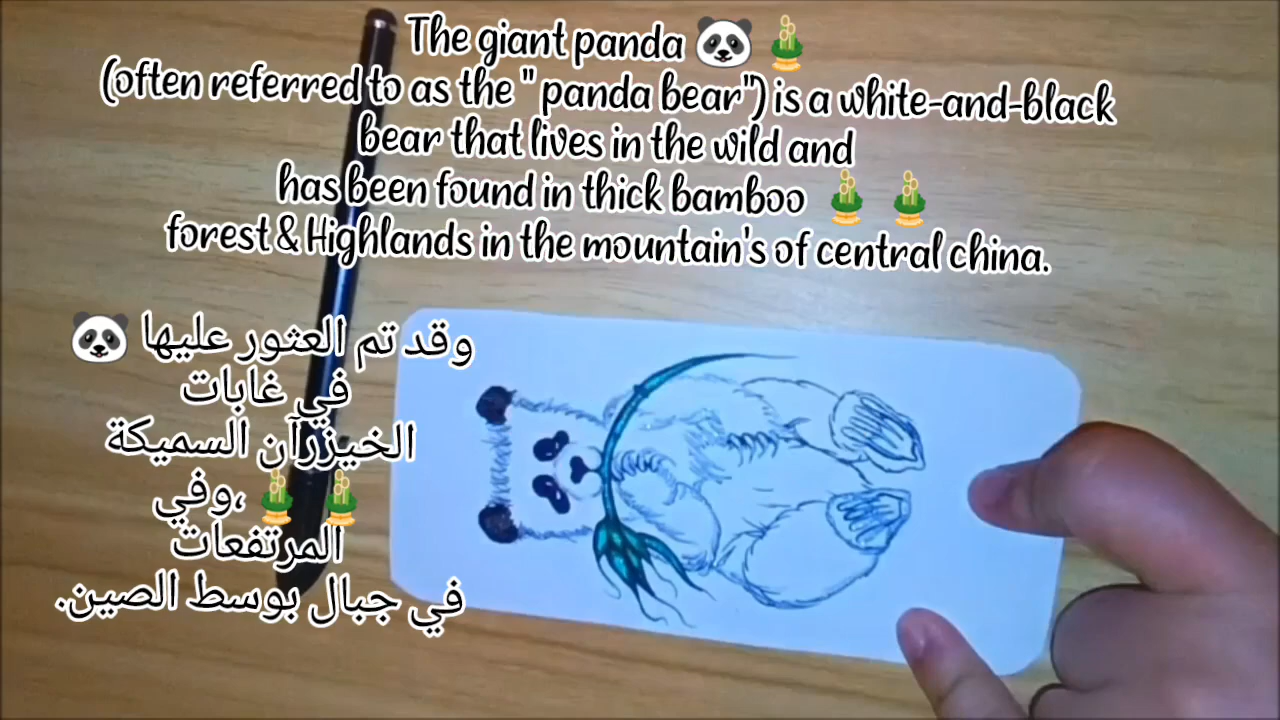 The giant panda 🐼 🎍
(often referred to as the " panda bear") is a white-and-black
bear that lives in the wild and
has been found in thick bamboo 🎍 🎍
forest & Highlands in the mountain's of central china.
وقد تم العثور عليها 🐼
في غابات
الخيزرآن السميكة
🎍 🎍 ،وفي
المرتفعات
في جبال بوسط الصين.